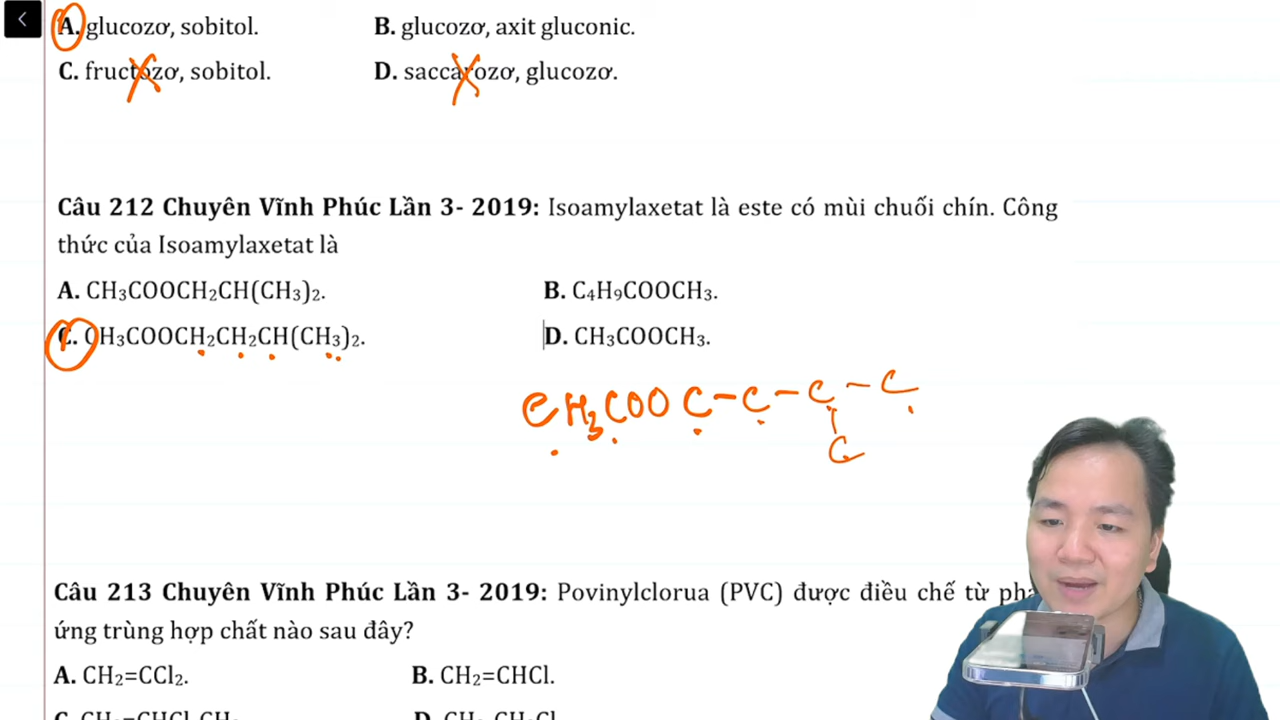 A. glucozơ, sobitol. B. glucozơ, axit gluconic.
C. fructozơ, sobitol. D. saccarozơ, glucozơ.
Câu 212 Chuyên Vĩnh Phúc Lần 3- 2019: Isoamylaxetat là este có mùi chuối chín. Công
thức của Isoamylaxetat là
A. CH₃COOCH₂CH(CH₃)₂. B. C₄H₉COOCH₃.
C. CH₃COOCH₂CH₂CH(CH₃)₂. D. CH₃COOCH₃.
CH₃COO C - C - C - C
C
Câu 213 Chuyên Vĩnh Phúc Lần 3- 2019: Povinylclorua (PVC) được điều chế từ
ứng trùng hợp chất nào sau đây?
A. CH₂=CCl₂. B. CH₂=CHCl.